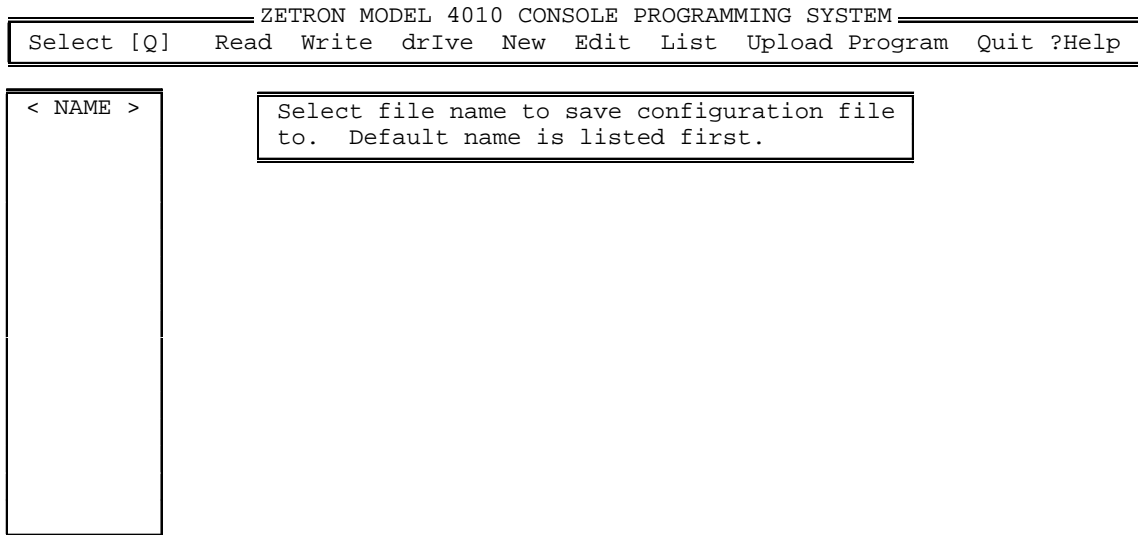 ZETRON MODEL 4010 CONSOLE PROGRAMMING SYSTEM
Select [Q] Read Write drIve New Edit List Upload Program Quit ?Help
< NAME >
Select file name to save configuration file
to. Default name is listed first.